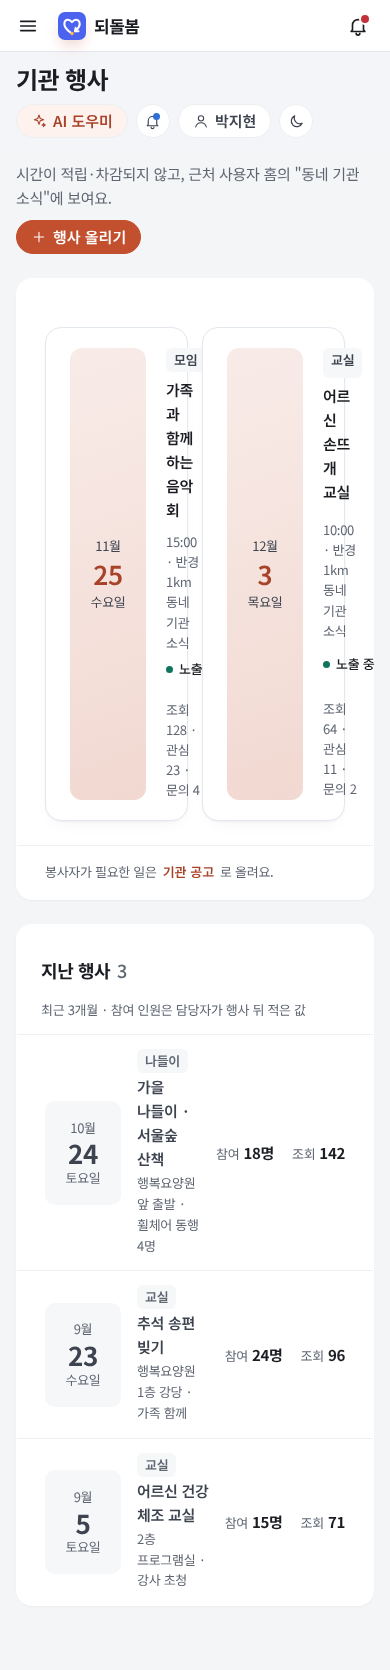 되돌봄
기관 행사
AI 도우미
박지현
시간이 적립·차감되지 않고, 근처 사용자 홈의 "동네 기관
소식"에 보여요.
+ 행사 올리기
11월
25
수요일
모임
가족
과
함께
하는
음악
회
15:00
· 반경
1km
동네
기관
소식
노출
조회
128 ·
관심
23 ·
문의 4
12월
3
목요일
교실
어르
신
손뜨
개
교실
10:00
· 반경
1km
동네
기관
소식
노출 중
조회
64 ·
관심
11 ·
문의 2
봉사자가 필요한 일은 기관 공고 로 올려요.
지난 행사 3
최근 3개월 · 참여 인원은 담당자가 행사 뒤 적은 값
10월
24
토요일
나들이
가을
나들이 ·
서울숲
산책
행복요양원
앞 출발 ·
휠체어 동행
4명
참여 18명 조회 142
9월
23
수요일
교실
추석 송편
빚기
행복요양원
1층 강당 ·
가족 함께
참여 24명 조회 96
9월
5
토요일
교실
어르신 건강
체조 교실
2층
프로그램실 ·
강사 초청
참여 15명 조회 71